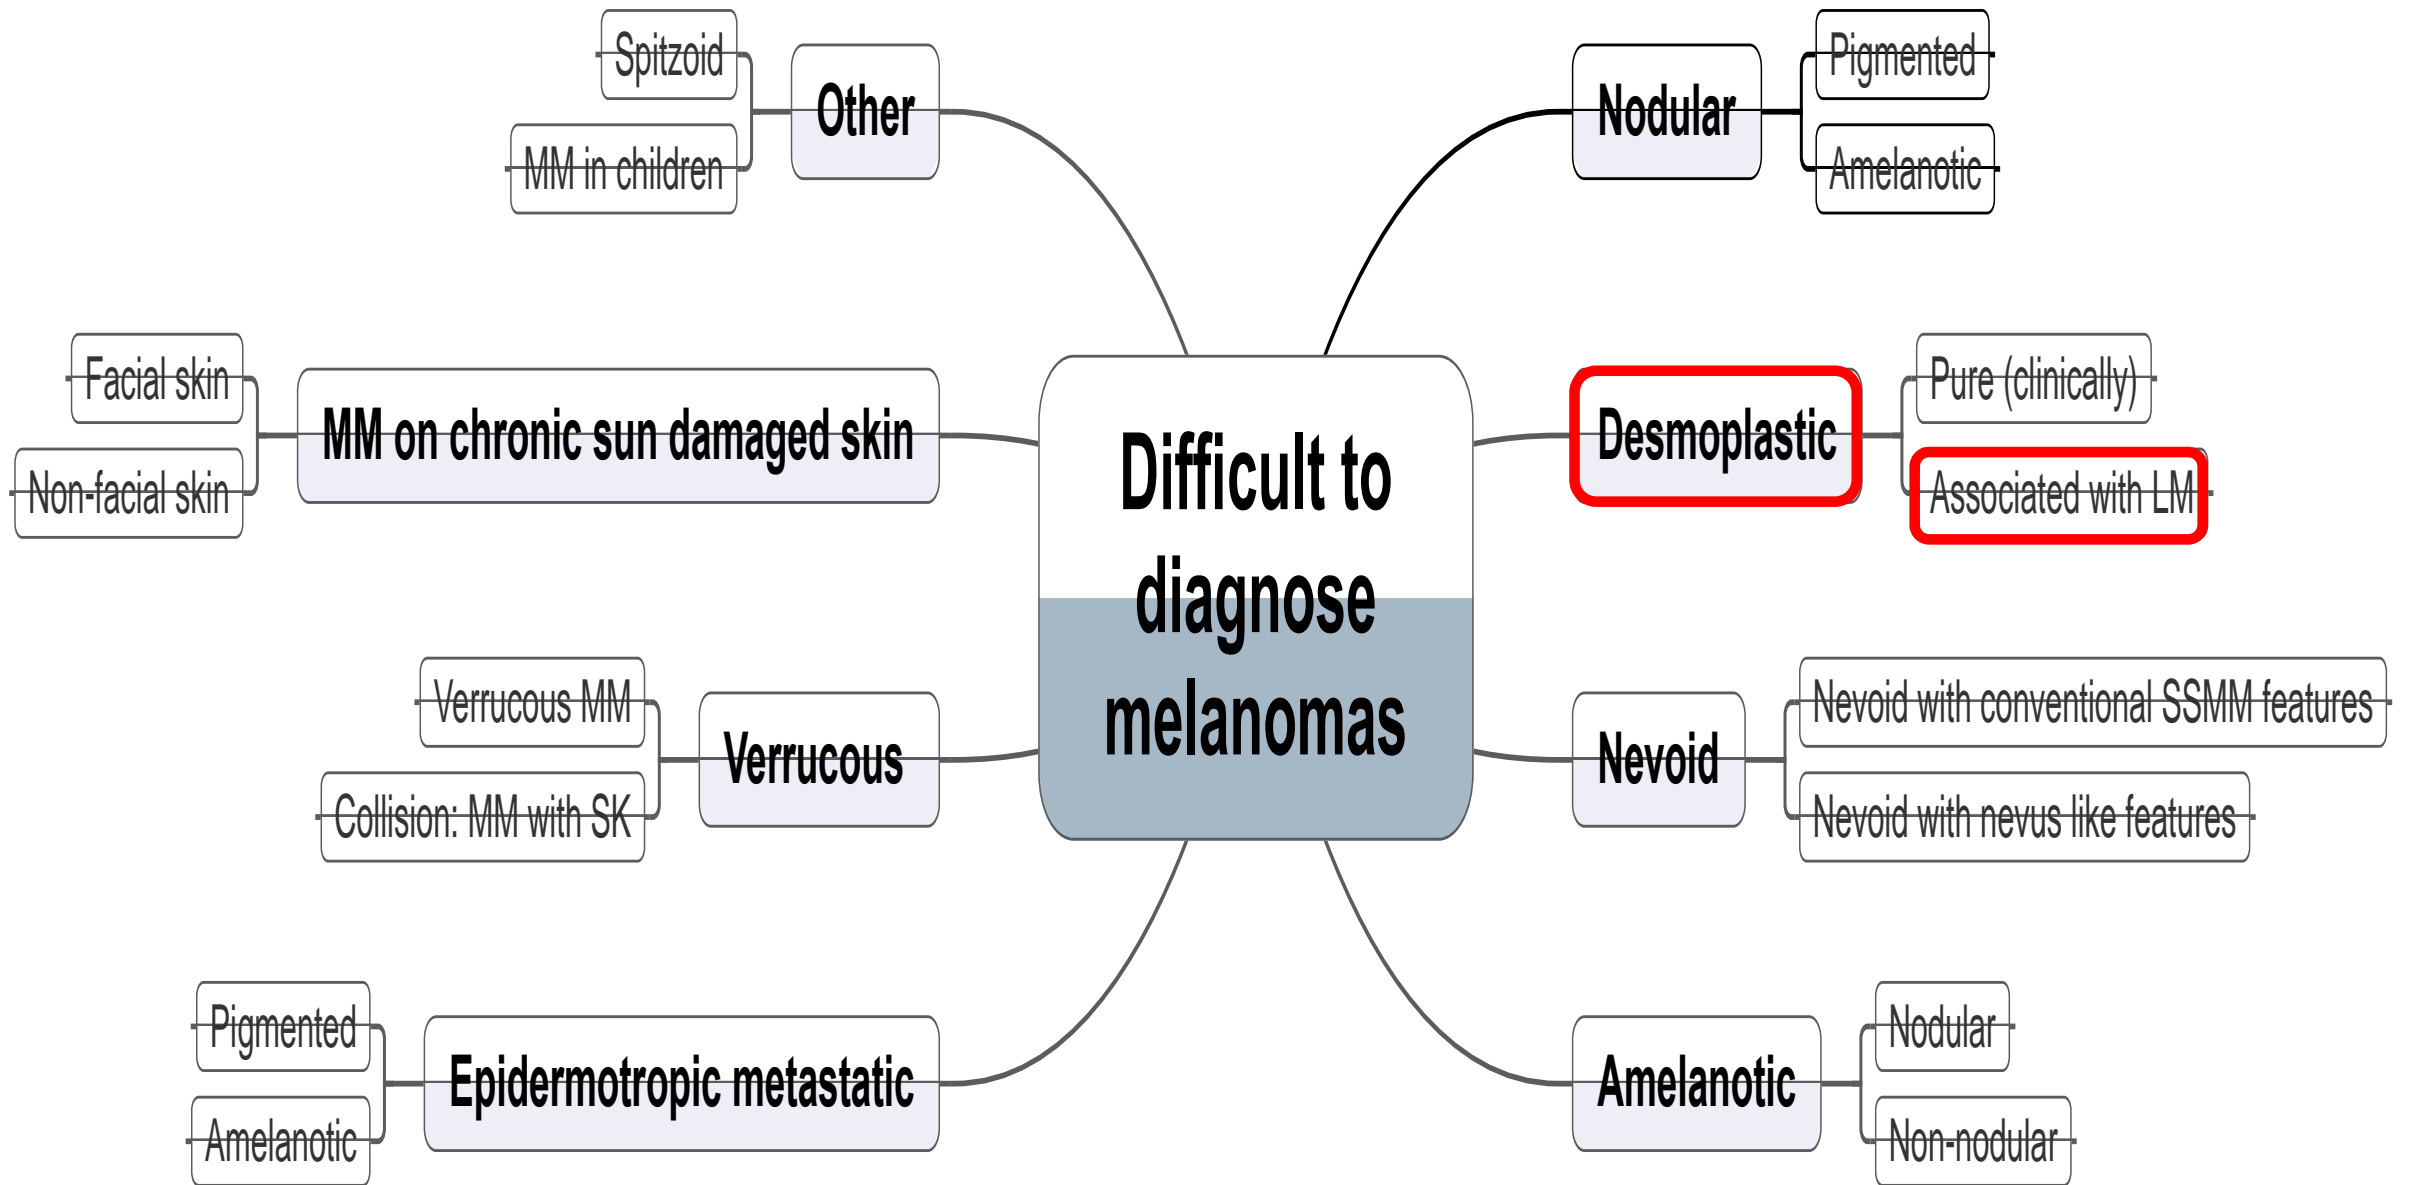 Difficult to
diagnose
melanomas
Nodular
Pigmented
Amelanotic
Desmoplastic
Pure (clinically)
Associated with LM
Nevoid
Nevoid with conventional SSMM features
Nevoid with nevus like features
Amelanotic
Nodular
Non-nodular
Other
Spitzoid
MM in children
MM on chronic sun damaged skin
Facial skin
Non-facial skin
Verrucous
Verrucous MM
Collision: MM with SK
Epidermotropic metastatic
Pigmented
Amelanotic